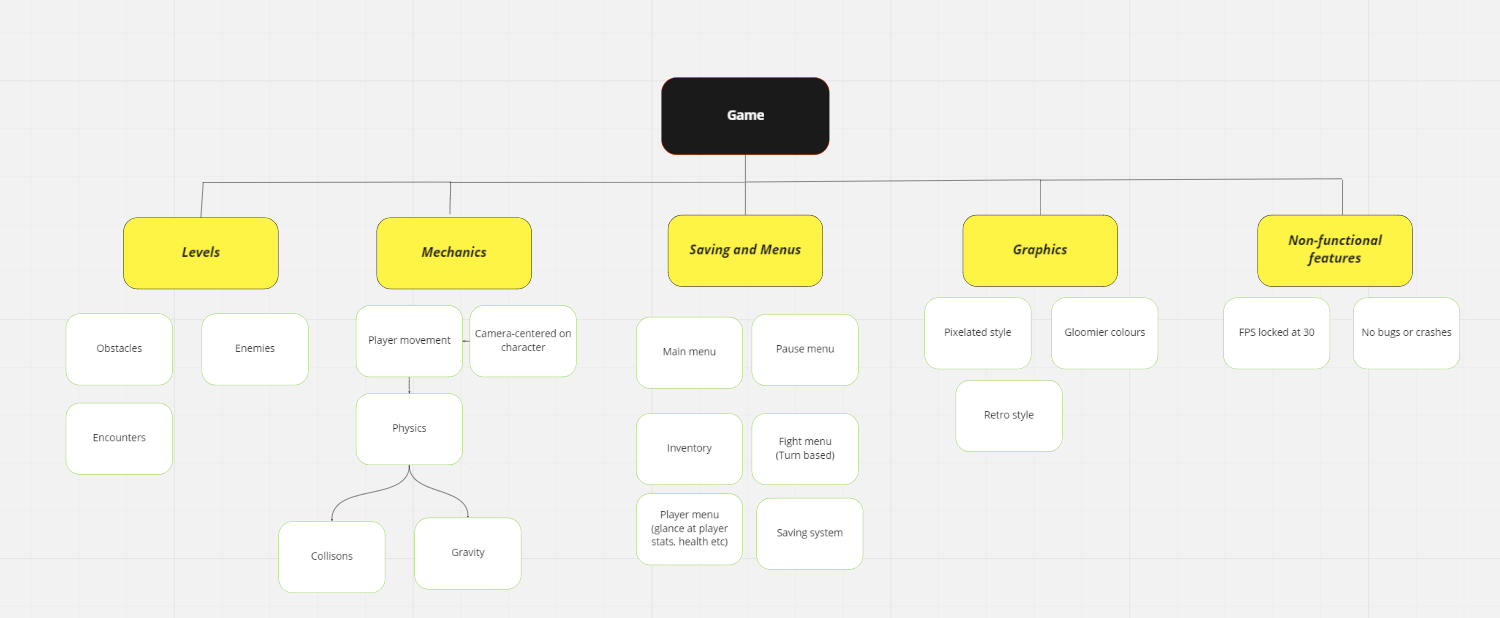 Game
Levels
Mechanics
Saving and Menus
Graphics
Non-functional
features
Obstacles
Enemies
Encounters
Player movement
Camera-centered on
character
Physics
Collisons
Gravity
Main menu
Pause menu
Inventory
Fight menu
(Turn based)
Player menu
(glance at player
stats, health etc)
Saving system
Pixelated style
Gloomier colours
Retro style
FPS locked at 30
No bugs or crashes